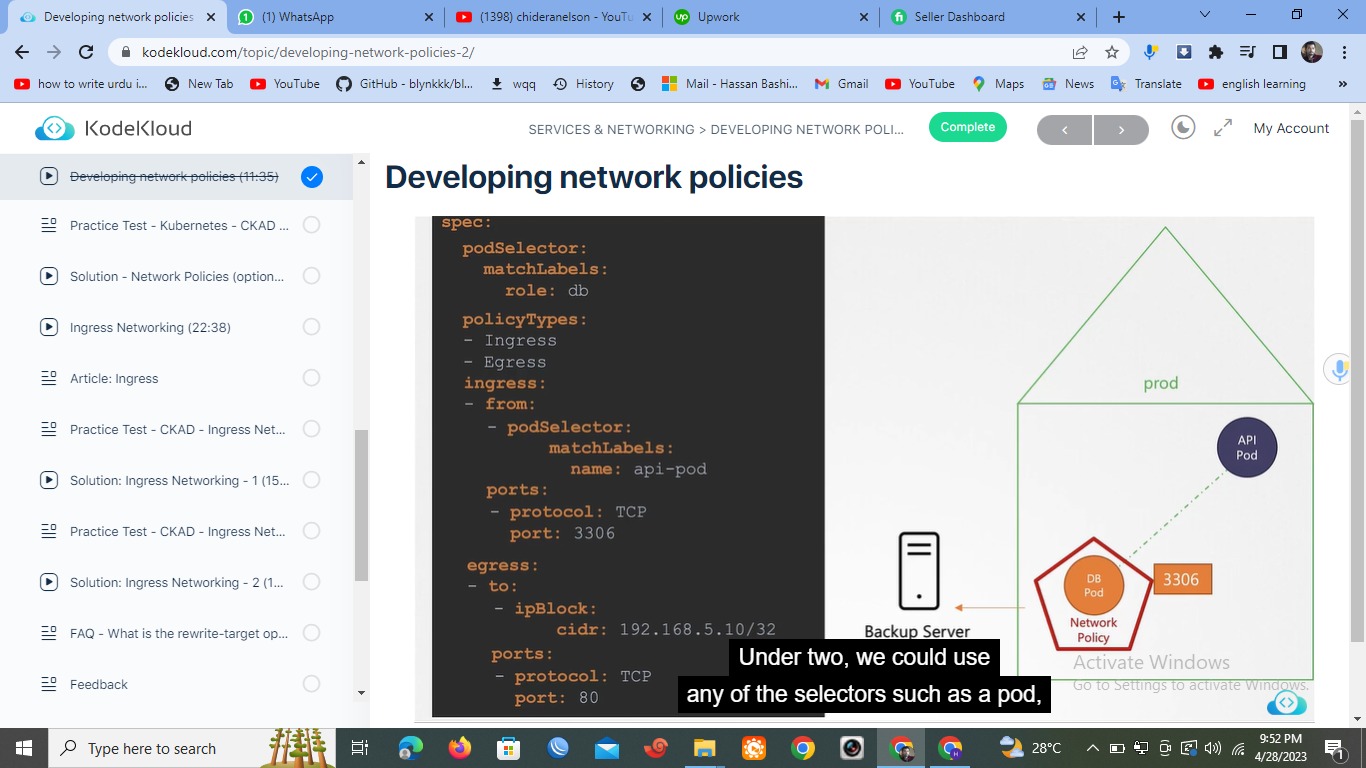 Developing network policies
(1) WhatsApp
(1398) chideranelson - YouTu
Upwork
Seller Dashboard
kodekloud.com/topic/developing-network-policies-2/
how to write urdu i...
New Tab
YouTube
GitHub - blynkkk/bl...
wqq
History
Mail - Hassan Bashi...
Gmail
YouTube
Maps
News
Translate
english learning
»
KodeKloud
SERVICES & NETWORKING > DEVELOPING NETWORK POLI...
Complete
My Account
Developing network policies (11:35)
Practice Test - Kubernetes - CKAD ...
Solution - Network Policies (option...
Ingress Networking (22:38)
Article: Ingress
Practice Test - CKAD - Ingress Net...
Solution: Ingress Networking - 1 (15...
Practice Test - CKAD - Ingress Net...
Solution: Ingress Networking - 2 (1...
FAQ - What is the rewrite-target op...
Feedback
Developing network policies
spec:
podSelector:
matchLabels:
role: db
policyTypes:
- Ingress
- Egress
ingress:
- from:
- podSelector:
matchLabels:
name: api-pod
ports:
- protocol: TCP
port: 3306
egress:
- to:
- ipBlock:
cidr: 192.168.5.10/32
ports:
- protocol: TCP
port: 80
prod
API
Pod
DB
Pod
3306
Network
Policy
Backup Server
Under two, we could use
any of the selectors such as a pod,
Activate Windows
Go to Settings to activate Windows.
Type here to search
28°C
9:52 PM
4/28/2023
1